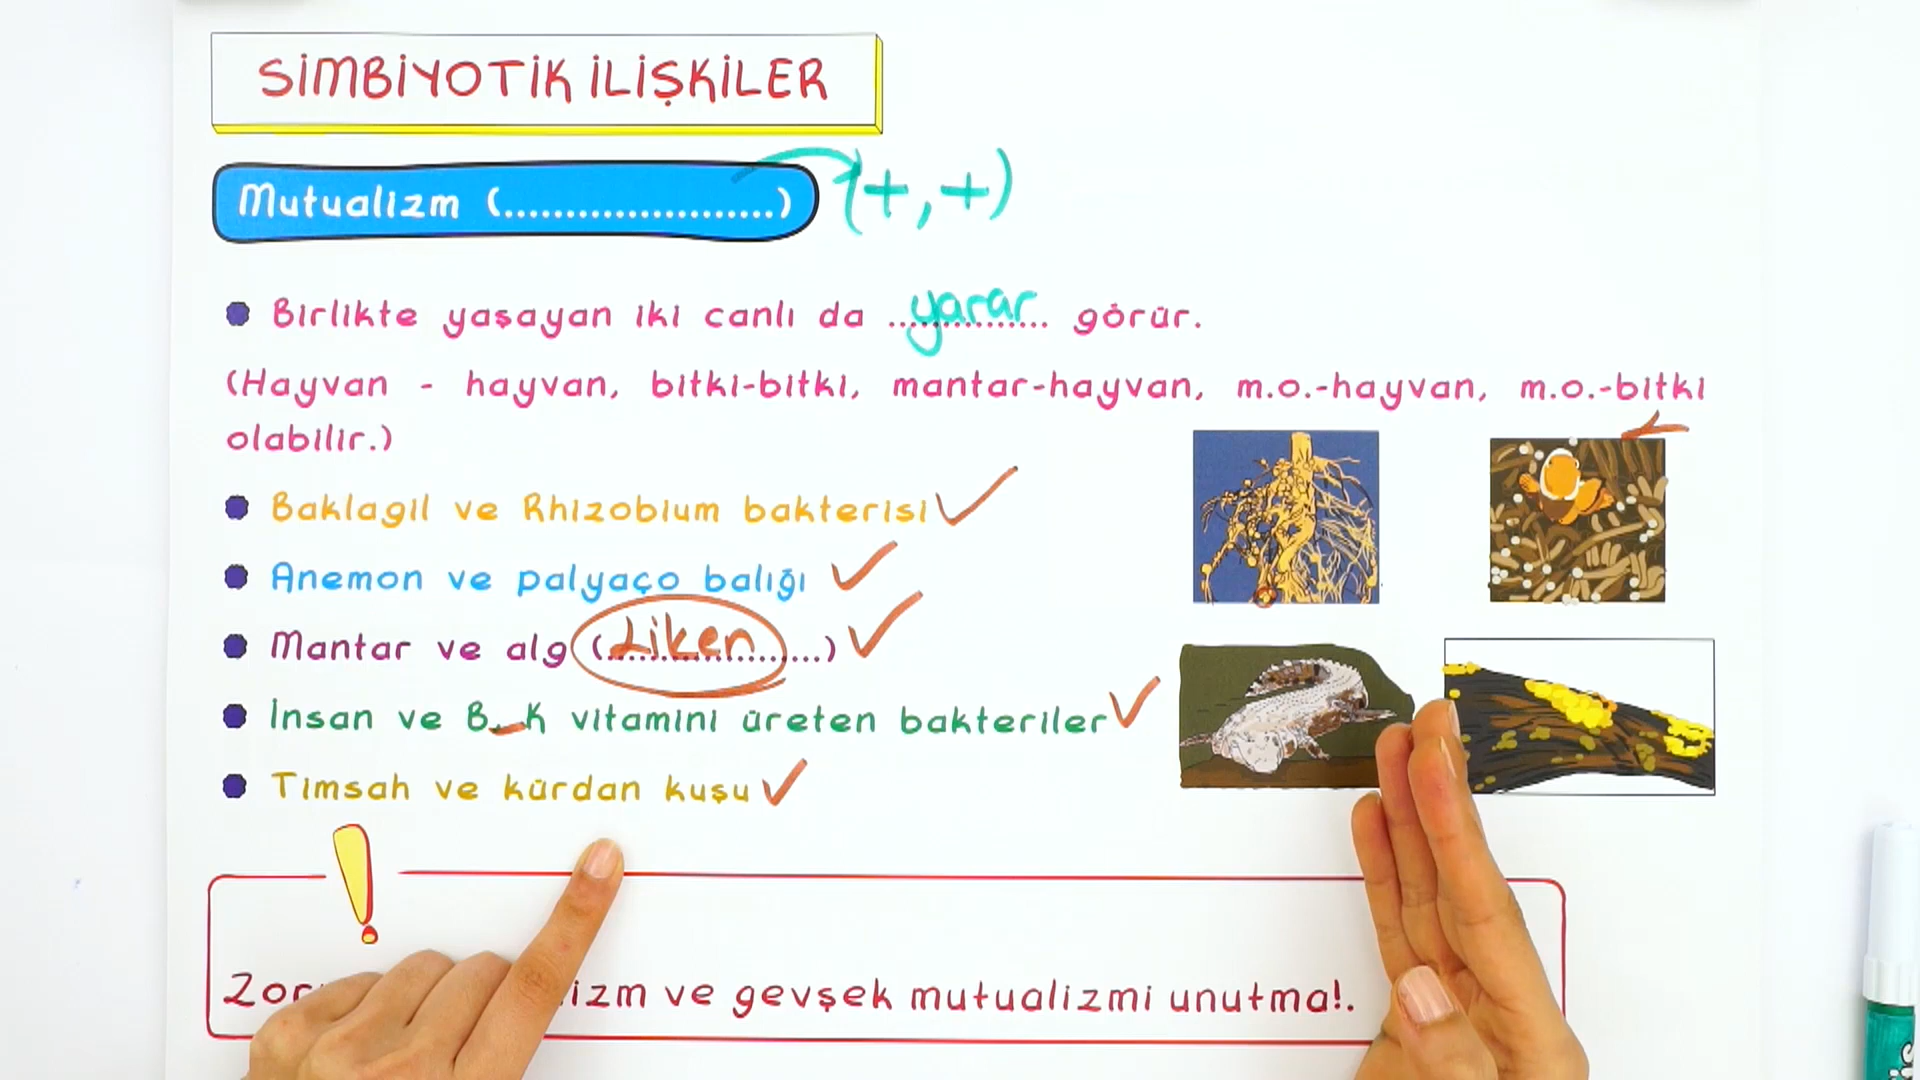 SİMBİYOTİK İLİŞKİLER
Mutualizm (......................) (+,+)
Birlikte yaşayan iki canlı da ..yarar.. görür.
(Hayvan - hayvan, bitki-bitki, mantar-hayvan, m.o.-hayvan, m.o.-bitki
olabilir.)
Baklagil ve Rhizobium bakterisi
Anemon ve palyaço balığı
Mantar ve alg (..Liken.....)
İnsan ve B, K vitamini üreten bakteriler
Timsah ve kürdan kuşu
ve gevşek mutualizmi unutma!.